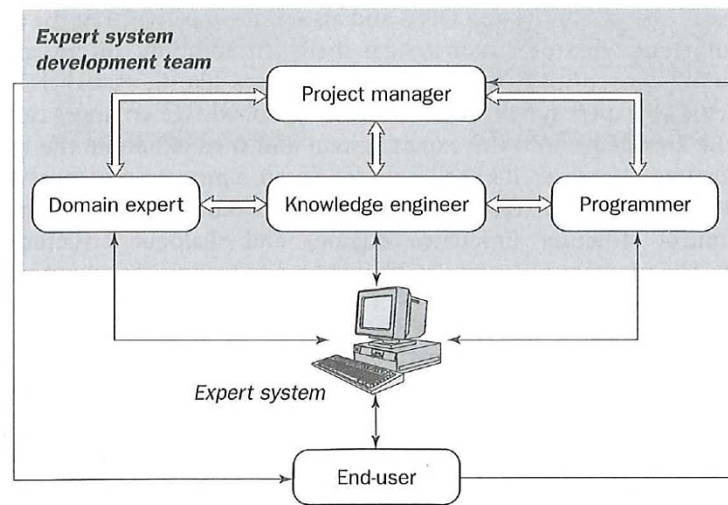 Expert system
development team
Project manager
Domain expert
Knowledge engineer
Programmer
Expert system
End-user